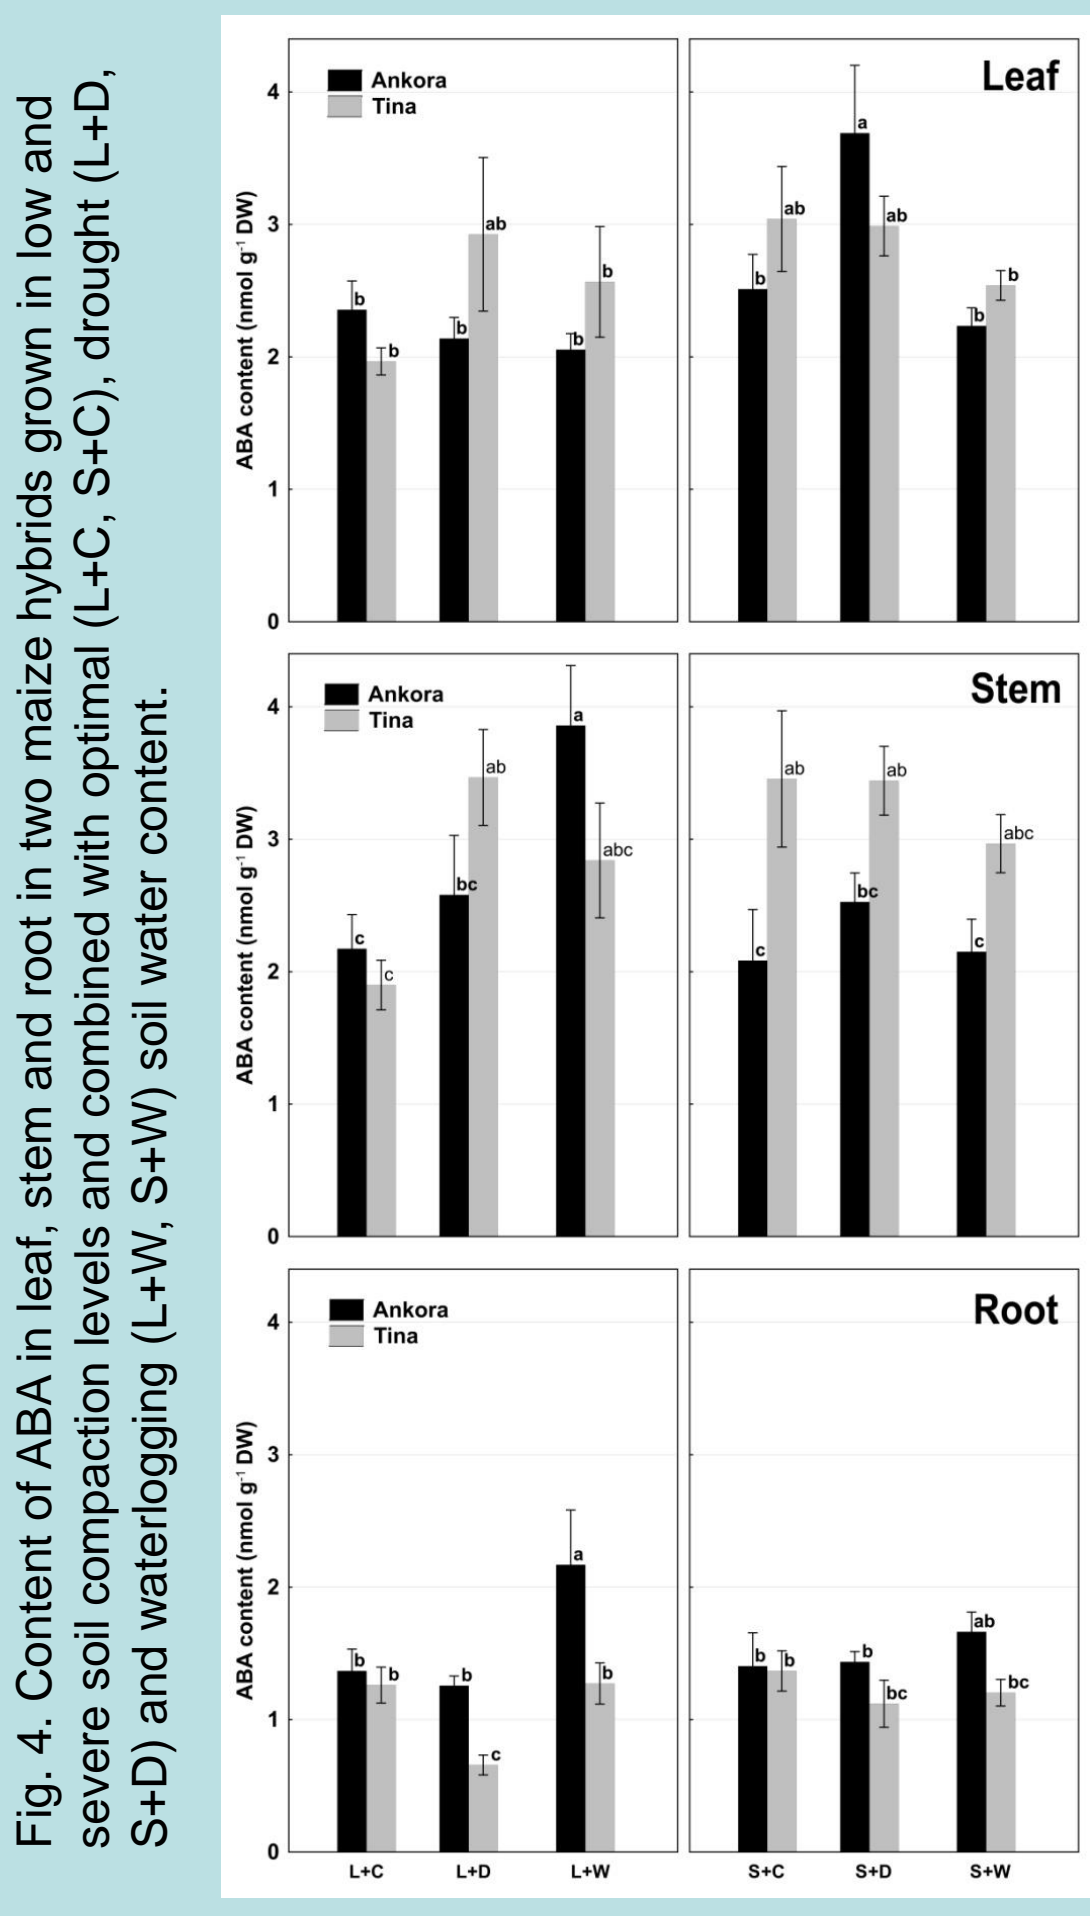 Fig. 4. Content of ABA in leaf, stem and root in two maize hybrids grown in low and
severe soil compaction levels and combined with optimal (L+C, S+C), drought (L+D,
S+D) and waterlogging (L+W, S+W) soil water content.
Ankora
Tina
Leaf
ABA content (nmol g⁻¹ DW)
4
3
2
1
0
b
b
b
ab
b
b
b
ab
a
ab
b
b
Ankora
Tina
Stem
ABA content (nmol g⁻¹ DW)
4
3
2
1
0
c
c
bc
ab
a
abc
c
ab
bc
ab
c
abc
Ankora
Tina
Root
ABA content (nmol g⁻¹ DW)
4
3
2
1
0
b
b
b
c
a
b
b
b
b
bc
ab
bc
L+C
L+D
L+W
S+C
S+D
S+W